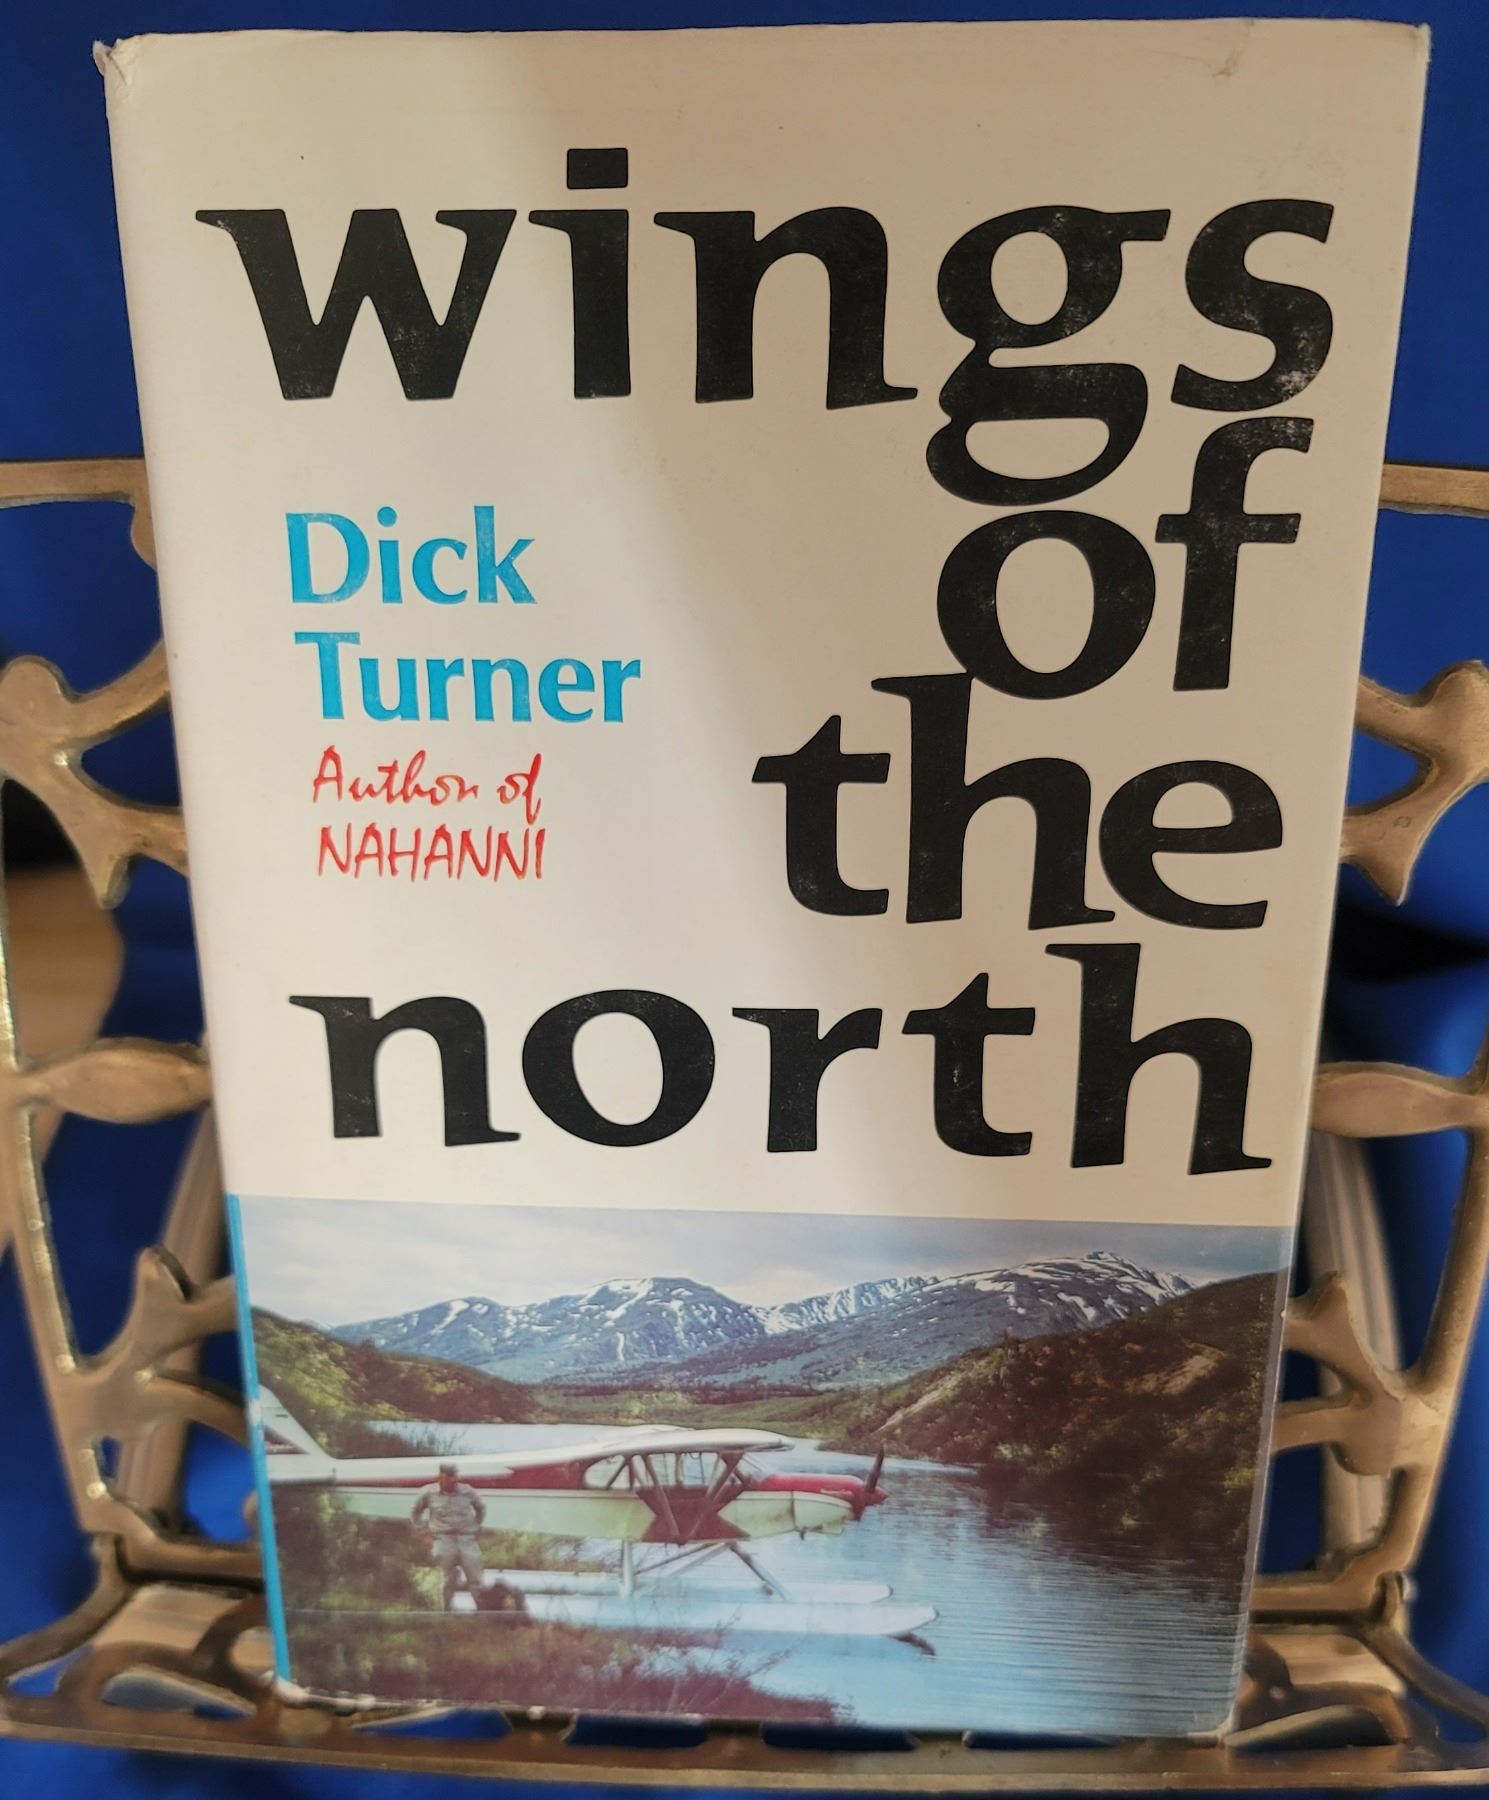 wings
of
the
north
Dick
Turner
Author of
NAHANNI